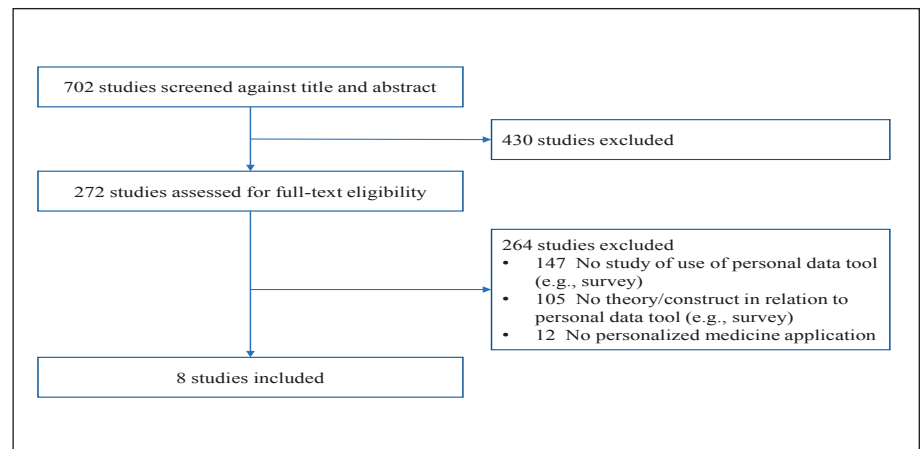 702 studies screened against title and abstract
430 studies excluded
272 studies assessed for full-text eligibility
264 studies excluded
• 147 No study of use of personal data tool
(e.g., survey)
• 105 No theory/construct in relation to
personal data tool (e.g., survey)
• 12 No personalized medicine application
8 studies included